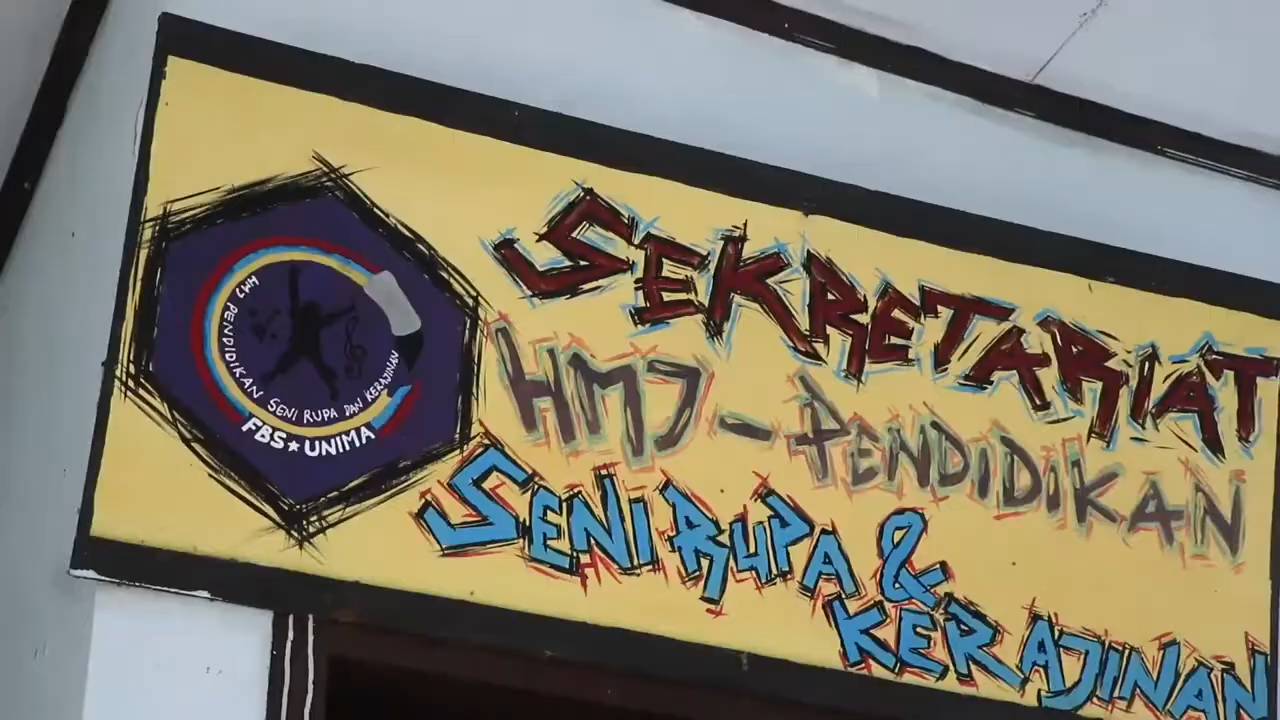 HMJ PENDIDIKAN SENI RUPA DAN KERAJINAN
FBS★UNIMA
SEKRETARIAT
HMJ-PENDIDIKAN
SENI RUPA &
KERAJINAN